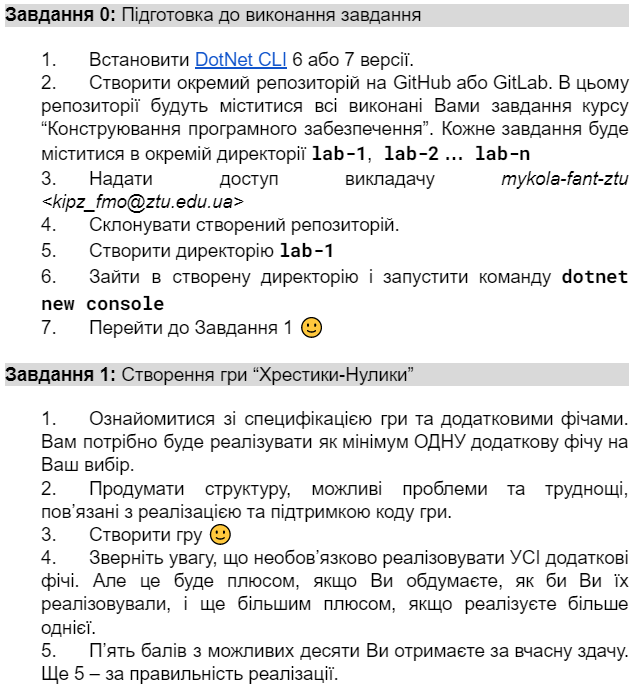 Завдання 0: Підготовка до виконання завдання
1. Встановити DotNet CLI 6 або 7 версії.
2. Створити окремий репозиторій на GitHub або GitLab. В цьому
репозиторії будуть міститися всі виконані Вами завдання курсу
“Конструювання програмного забезпечення”. Кожне завдання буде
міститися в окремій директорії lab-1, lab-2 … lab-n
3. Надати доступ викладачу mykola-fant-ztu
<kipz_fmo@ztu.edu.ua>
4. Склонувати створений репозиторій.
5. Створити директорію lab-1
6. Зайти в створену директорію і запустити команду dotnet
new console
7. Перейти до Завдання 1 🙂
Завдання 1: Створення гри “Хрестики-Нулики”
1. Ознайомитися зі специфікацією гри та додатковими фічами.
Вам потрібно буде реалізувати як мінімум ОДНУ додаткову фічу на
Ваш вибір.
2. Продумати структуру, можливі проблеми та труднощі,
пов’язані з реалізацією та підтримкою коду гри.
3. Створити гру 🙂
4. Зверніть увагу, що необов’язково реалізовувати УСІ додаткові
фічі. Але це буде плюсом, якщо Ви обдумаєте, як би Ви їх
реалізовували, і ще більшим плюсом, якщо реалізуєте більше
однієї.
5. П’ять балів з можливих десяти Ви отримаєте за вчасну здачу.
Ще 5 – за правильність реалізації.